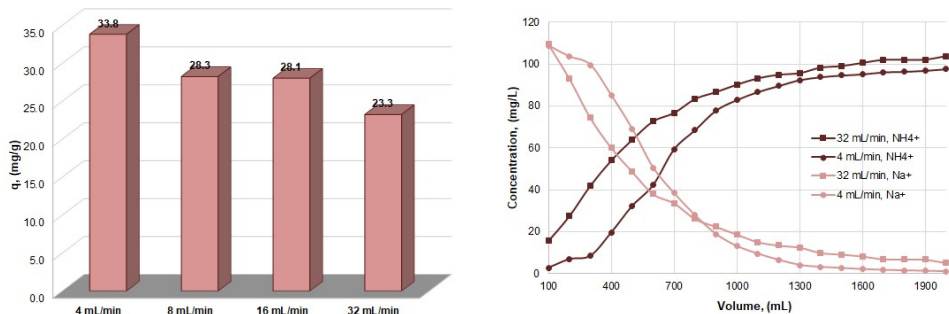 35.0
30.0
25.0
20.0
15.0
10.0
5.0
0.0
q, (mg/g)
33.8
28.3
28.1
23.3
4 mL/min
8 mL/min
16 mL/min
32 mL/min
120
100
80
60
40
20
0
Concentration, (mg/L)
32 mL/min, NH4+
4 mL/min, NH4+
32 mL/min, Na+
4 mL/min, Na+
100 400 700 1000 1300 1600 1900
Volume, (mL)